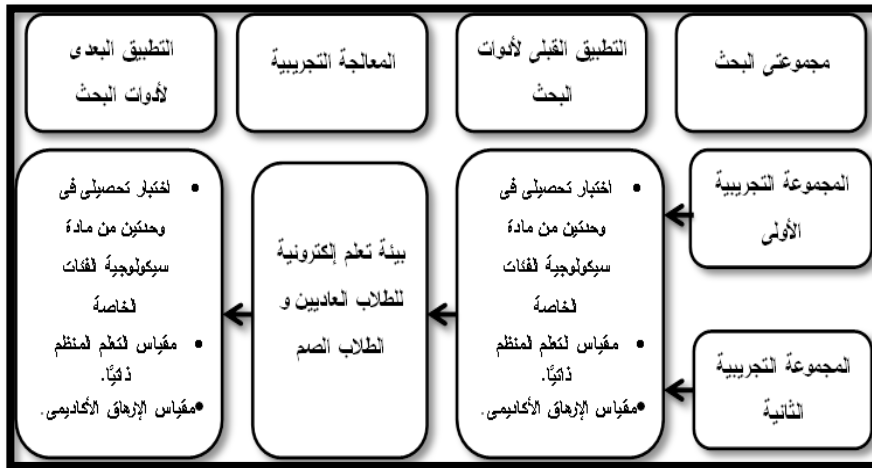 مجموعتى البحث
التطبيق القبلى لأدوات
البحث
المعالجة التجريبية
التطبيق البعدى
لأدوات البحث
المجموعة التجريبية
الأولى
المجموعة التجريبية
الثانية
• اختبار تحصيلى فى
وحدتين من مادة
سيكولوجية الفئات
الخاصة
• مقياس التعلم المنظم
ذاتيًا.
•مقياس الإرهاق الأكاديمى.
بيئة تعلم إلكترونية
للطلاب العاديين و
الطلاب الصم
• اختبار تحصيلى فى
وحدتين من مادة
سيكولوجية الفئات
الخاصة
• مقياس التعلم المنظم
ذاتيًا.
•مقياس الإرهاق الأكاديمى.